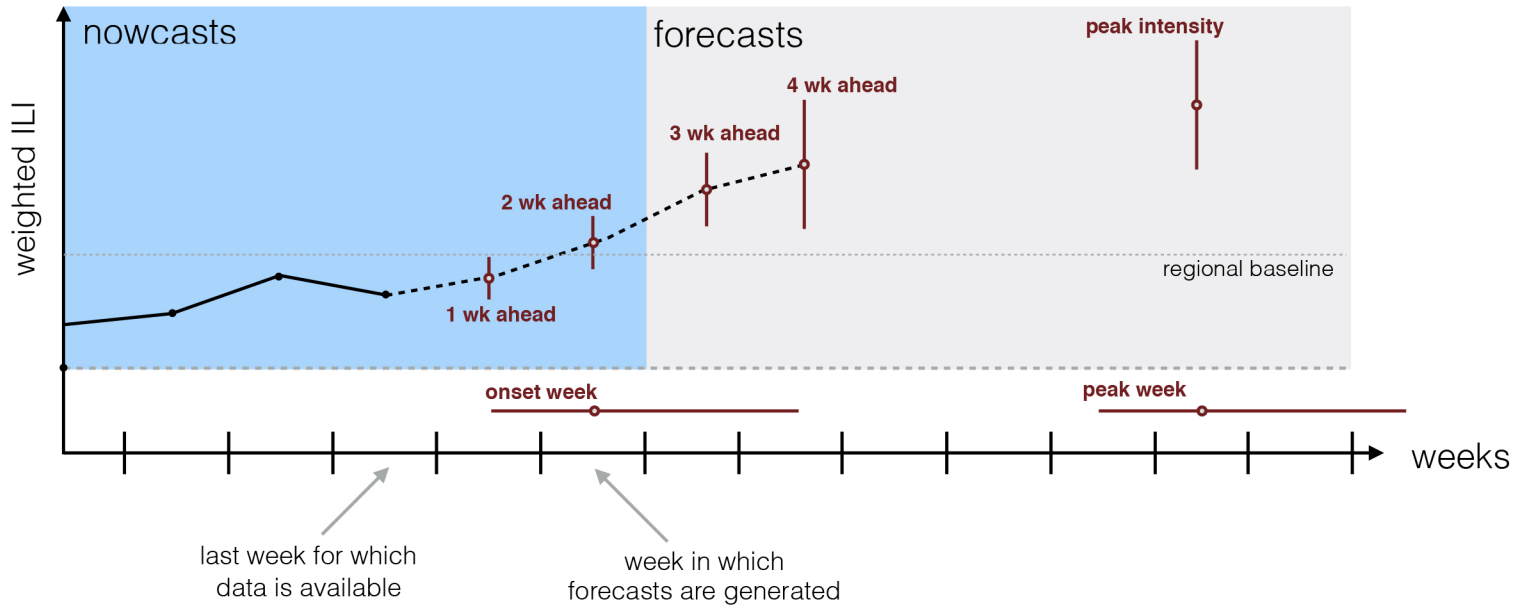 nowcasts
forecasts
peak intensity
4 wk ahead
3 wk ahead
2 wk ahead
1 wk ahead
weighted ILI
regional baseline
onset week
peak week
weeks
last week for which
data is available
week in which
forecasts are generated